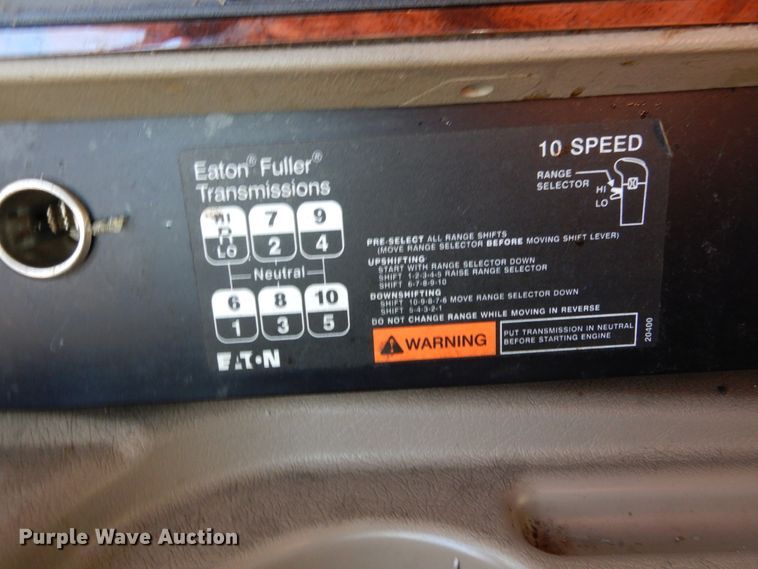 Eaton® Fuller®
Transmissions
HI 7 9
R
LO 2 4
Neutral
6 8 10
1 3 5
EATON
10 SPEED
RANGE
SELECTOR
HI
LO
PRE-SELECT ALL RANGE SHIFTS
(MOVE RANGE SELECTOR BEFORE MOVING SHIFT LEVER)
UPSHIFTING
START WITH RANGE SELECTOR DOWN
SHIFT 1-2-3-4-5 RAISE RANGE SELECTOR
SHIFT 6-7-8-9-10
DOWNSHIFTING
SHIFT 10-9-8-7-6 MOVE RANGE SELECTOR DOWN
SHIFT 5-4-3-2-1
DO NOT CHANGE RANGE WHILE MOVING IN REVERSE
WARNING
PUT TRANSMISSION IN NEUTRAL
BEFORE STARTING ENGINE
20400
Purple Wave Auction